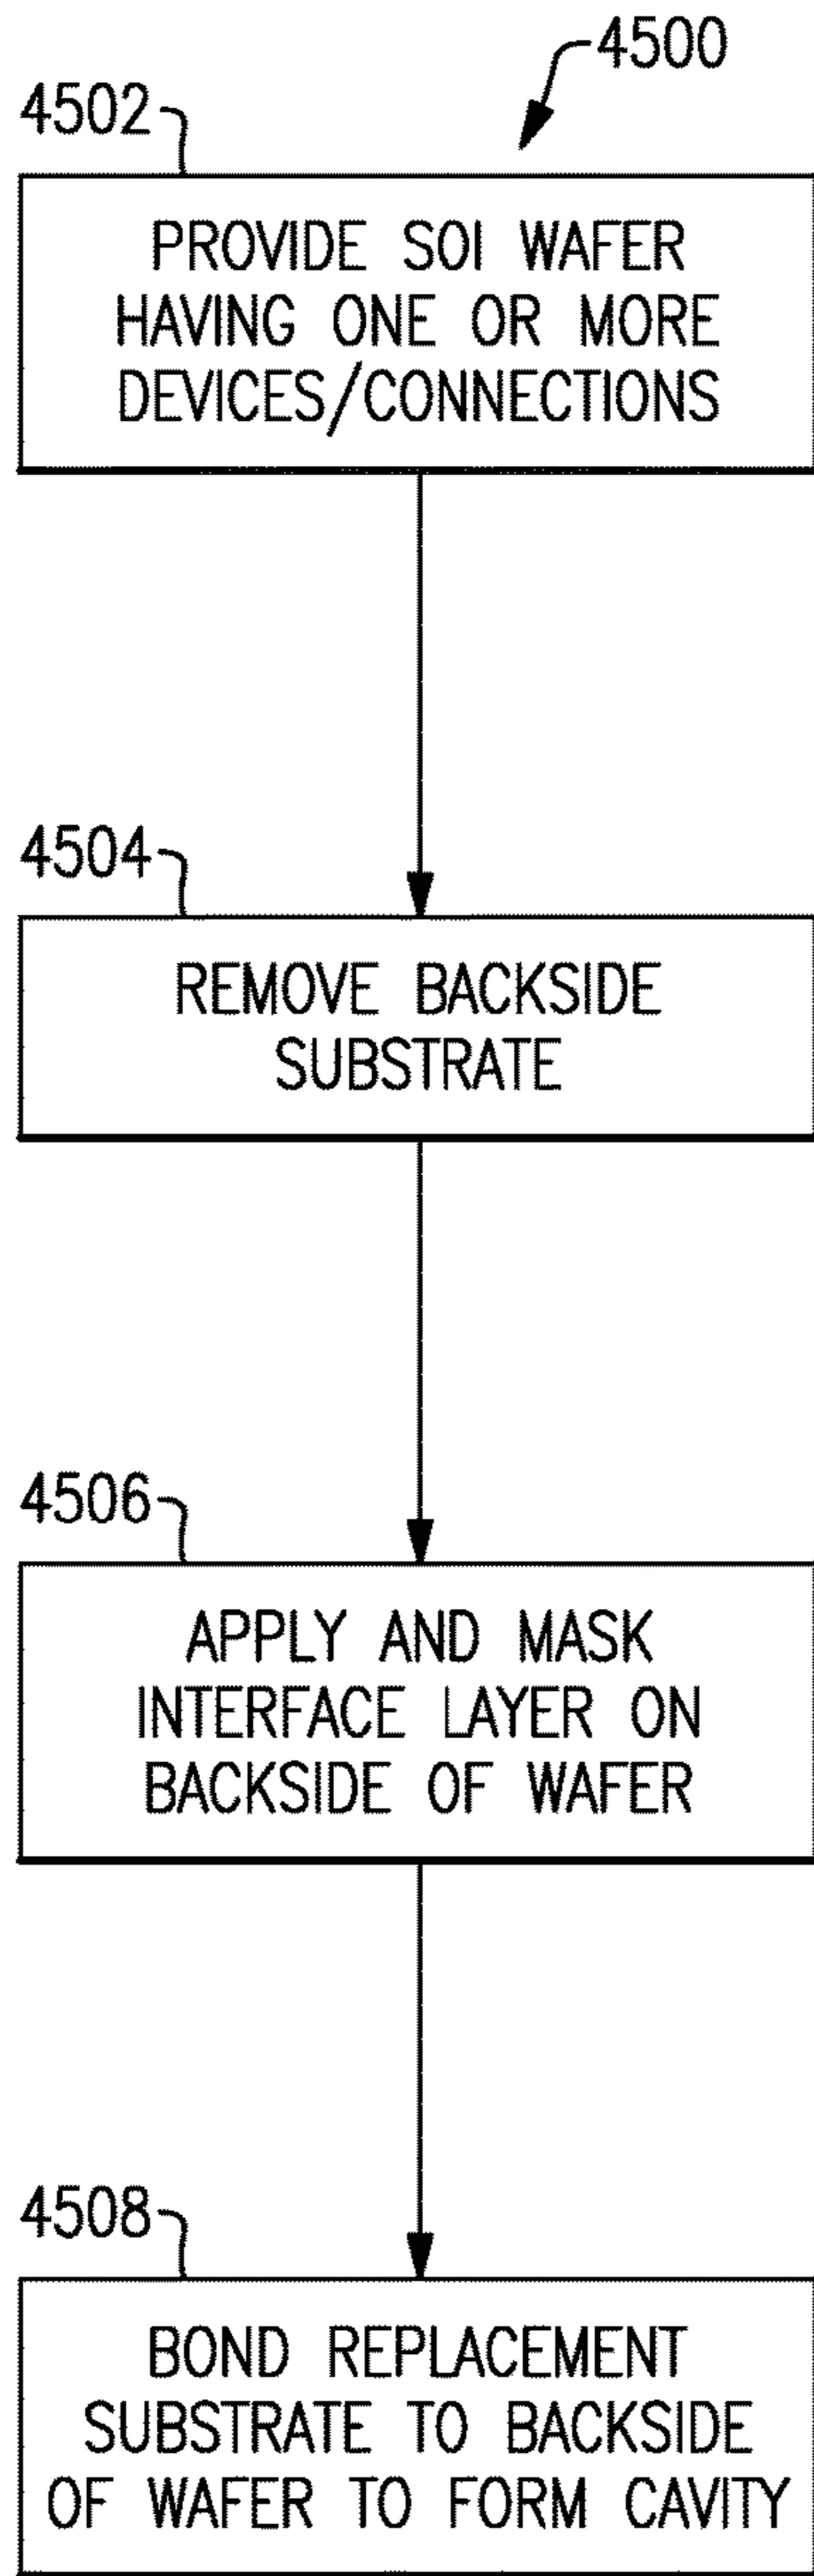 4500
4502
PROVIDE SOI WAFER
HAVING ONE OR MORE
DEVICES/CONNECTIONS
4504
REMOVE BACKSIDE
SUBSTRATE
4506
APPLY AND MASK
INTERFACE LAYER ON
BACKSIDE OF WAFER
4508
BOND REPLACEMENT
SUBSTRATE TO BACKSIDE
OF WAFER TO FORM CAVITY